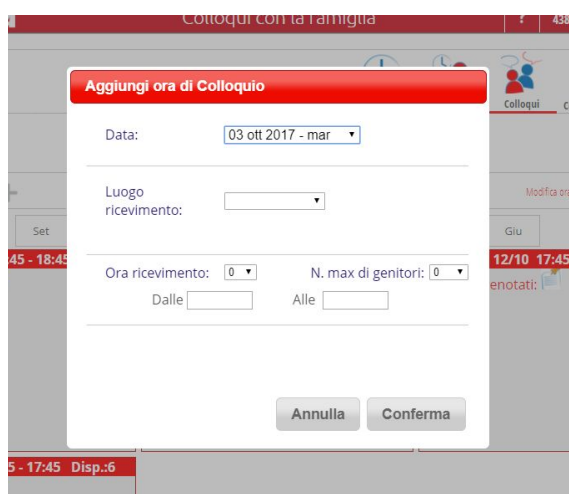 Colloqui con la famiglia ? 438
Aggiungi ora di Colloquio
Colloqui
Data: 03 ott 2017 - mar
Luogo
ricevimento:
Modifica ora
Set
Giu
:45 - 18:45
12/10 17:45
enotati:
Ora ricevimento: 0 N. max di genitori: 0
Dalle Alle
Annulla Conferma
5 - 17:45 Disp.:6